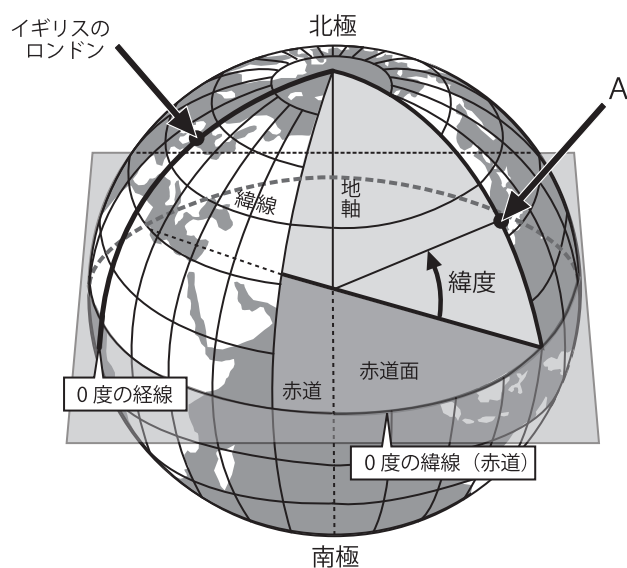 北極
イギリスの
ロンドン
A
緯線
地軸
緯度
赤道面
赤道
0度の経線
0度の緯線（赤道）
南極